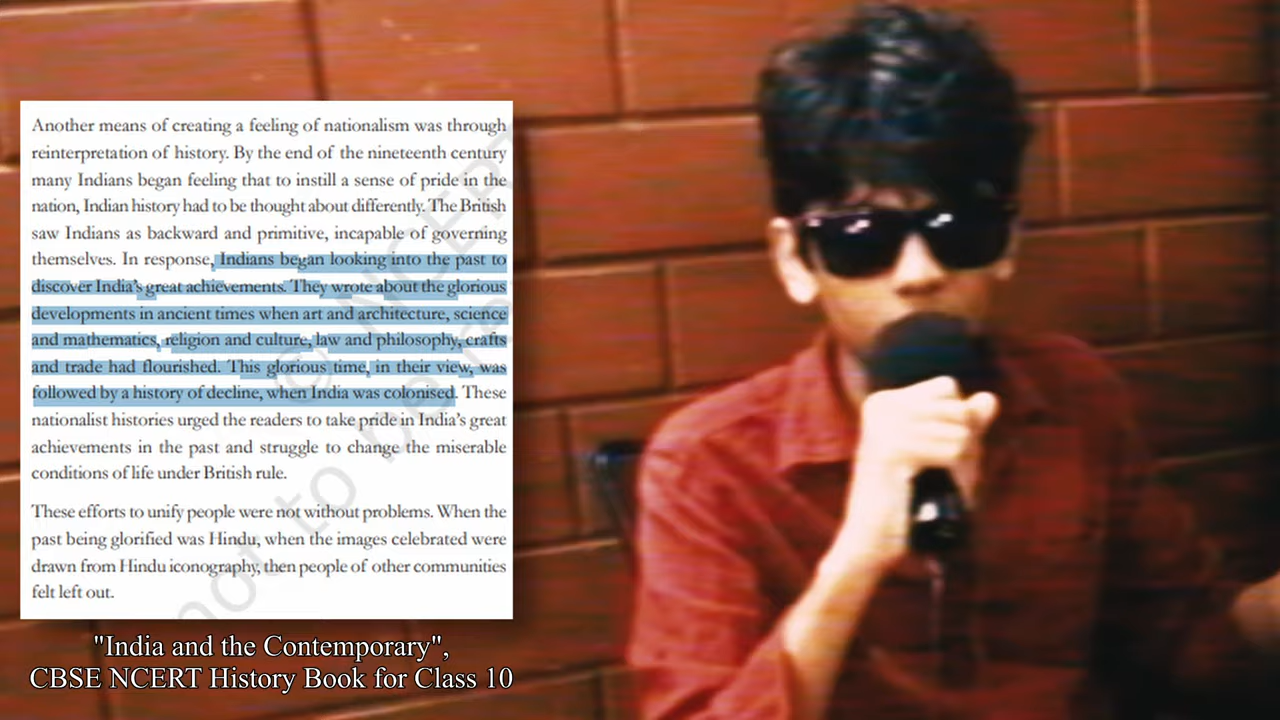 Another means of creating a feeling of nationalism was through
reinterpretation of history. By the end of the nineteenth century
many Indians began feeling that to instill a sense of pride in the
nation, Indian history had to be thought about differently. The British
saw Indians as backward and primitive, incapable of governing
themselves. In response, Indians began looking into the past to
discover India's great achievements. They wrote about the glorious
developments in ancient times when art and architecture, science
and mathematics, religion and culture, law and philosophy, crafts
and trade had flourished. This glorious time, in their view, was
followed by a history of decline, when India was colonised. These
nationalist histories urged the readers to take pride in India's great
achievements in the past and struggle to change the miserable
conditions of life under British rule.
These efforts to unify people were not without problems. When the
past being glorified was Hindu, when the images celebrated were
drawn from Hindu iconography, then people of other communities
felt left out.
© NCERT
not to be
"India and the Contemporary",
CBSE NCERT History Book for Class 10